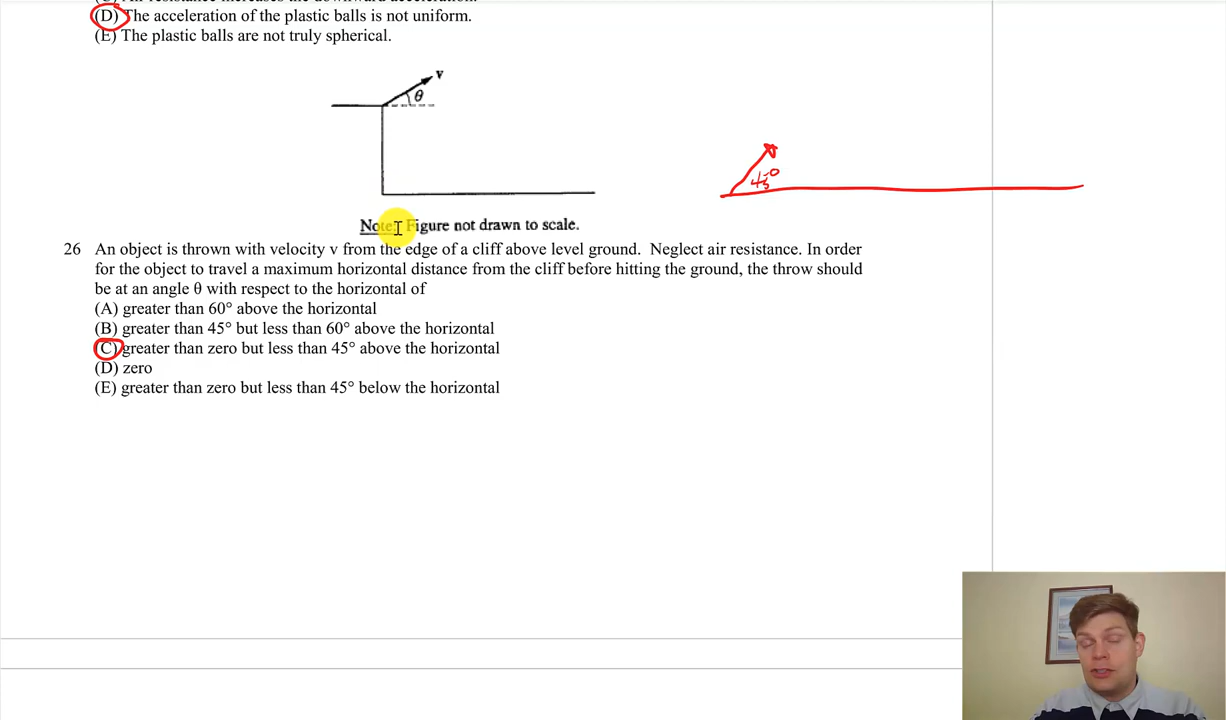 (D) The acceleration of the plastic balls is not uniform.
(E) The plastic balls are not truly spherical.
v
θ
45°
Note: Figure not drawn to scale.
26 An object is thrown with velocity v from the edge of a cliff above level ground. Neglect air resistance. In order
for the object to travel a maximum horizontal distance from the cliff before hitting the ground, the throw should
be at an angle θ with respect to the horizontal of
(A) greater than 60° above the horizontal
(B) greater than 45° but less than 60° above the horizontal
(C) greater than zero but less than 45° above the horizontal
(D) zero
(E) greater than zero but less than 45° below the horizontal